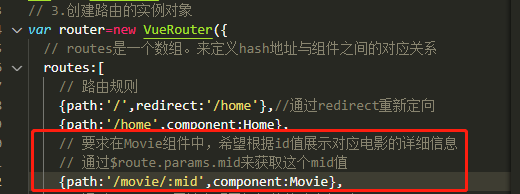 // 3.创建路由的实例对象
var router=new VueRouter({
// routes是一个数组。来定义hash地址与组件之间的对应关系
routes:[
// 路由规则
{path:'/',redirect:'/home'},//通过redirect重新定向
{path:'/home',component:Home},
// 要求在Movie组件中，希望根据id值展示对应电影的详细信息
// 通过$route.params.mid来获取这个mid值
{path:'/movie/:mid',component:Movie},